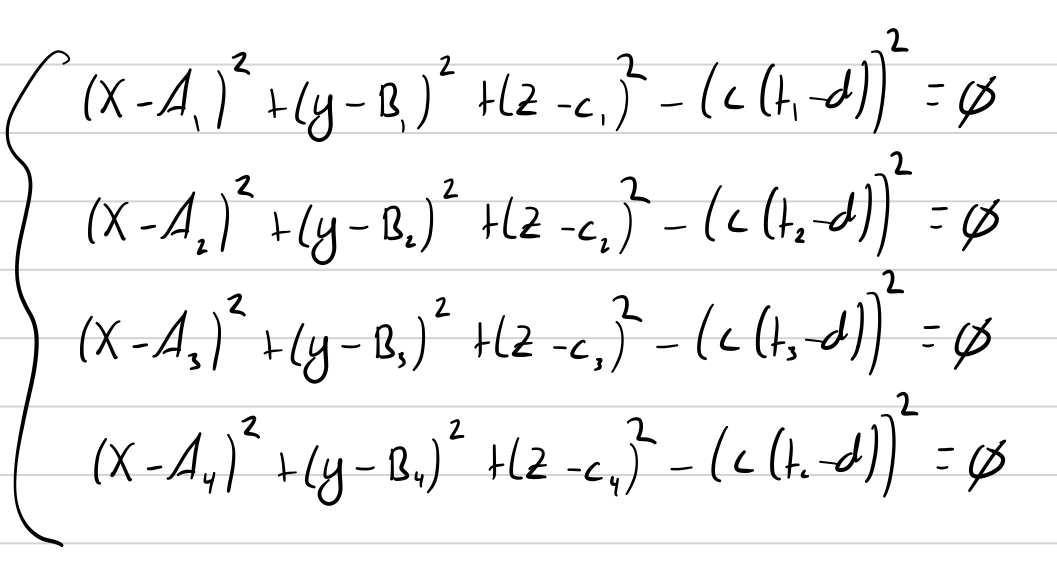 (x-A₁)² +(y-B₁)² +(z-c₁)² -(c(t₁-d))² =∅
(x-A₂)² +(y-B₂)² +(z-c₂)² -(c(t₂-d))² =∅
(x-A₃)² +(y-B₃)² +(z-c₃)² -(c(t₃-d))² =∅
(x-A₄)² +(y-B₄)² +(z-c₄)² -(c(t -d))² =∅